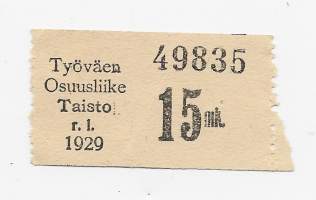 Työväen
Osuusliike
Taisto
r. l.
1929
49835
15 mk.